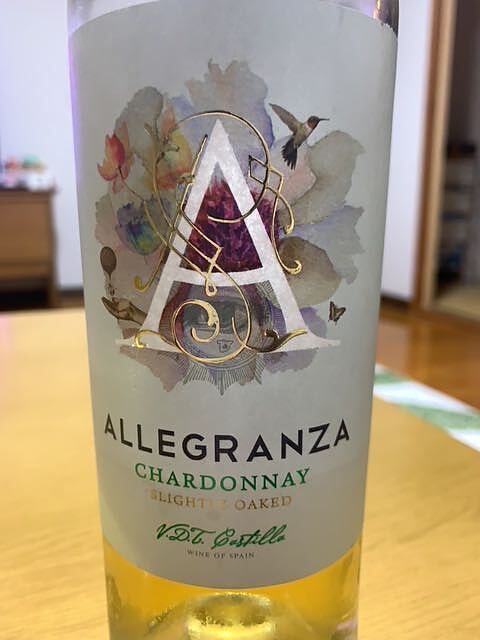 A
ALLEGRANZA
CHARDONNAY
SLIGHTLY OAKED
V.D.T. Castilla
WINE OF SPAIN